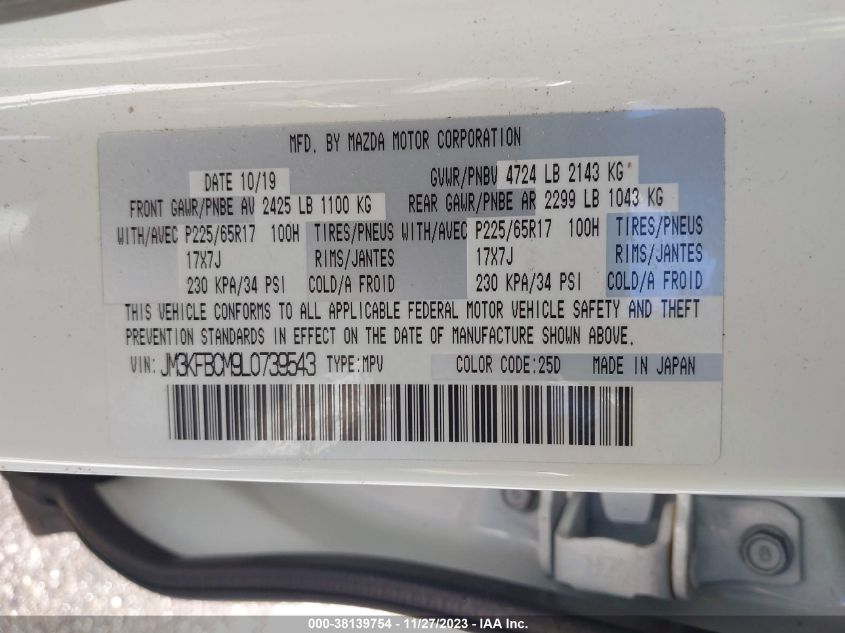 MFD. BY MAZDA MOTOR CORPORATION
DATE 10/19 GVWR/PNBV 4724 LB 2143 KG
FRONT GAWR/PNBE AV 2425 LB 1100 KG REAR GAWR/PNBE AR 2299 LB 1043 KG
WITH/AVEC P225/65R17 100H TIRES/PNEUS WITH/AVEC P225/65R17 100H TIRES/PNEUS
17X7J RIMS/JANTES 17X7J RIMS/JANTES
230 KPA/34 PSI COLD/A FROID 230 KPA/34 PSI COLD/A FROID
THIS VEHICLE CONFORMS TO ALL APPLICABLE FEDERAL MOTOR VEHICLE SAFETY AND THEFT
PREVENTION STANDARDS IN EFFECT ON THE DATE OF MANUFACTURE SHOWN ABOVE.
VIN: JM3KFBCM9L0739543 TYPE:MPV COLOR CODE:25D MADE IN JAPAN
8
000-38139754 - 11/27/2023 - IAAI.com